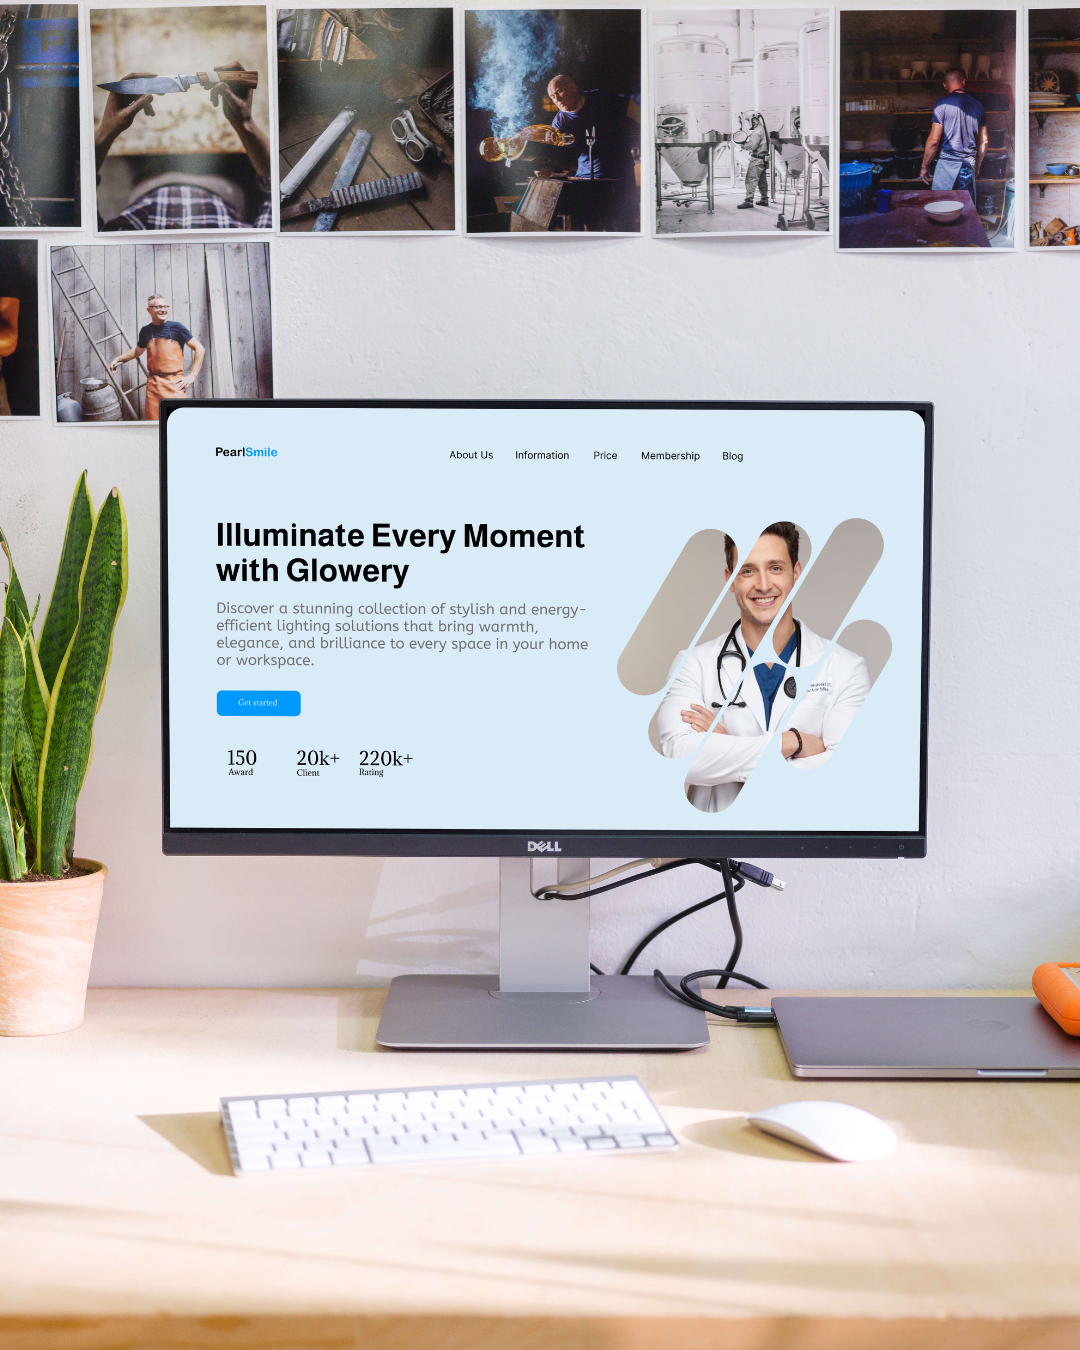 PearlSmile
About Us Information Price Membership Blog
Illuminate Every Moment
with Glowery
Discover a stunning collection of stylish and energy-
efficient lighting solutions that bring warmth,
elegance, and brilliance to every space in your home
or workspace.
Get started
150 20k+ 220k+
Award Client Rating
DELL